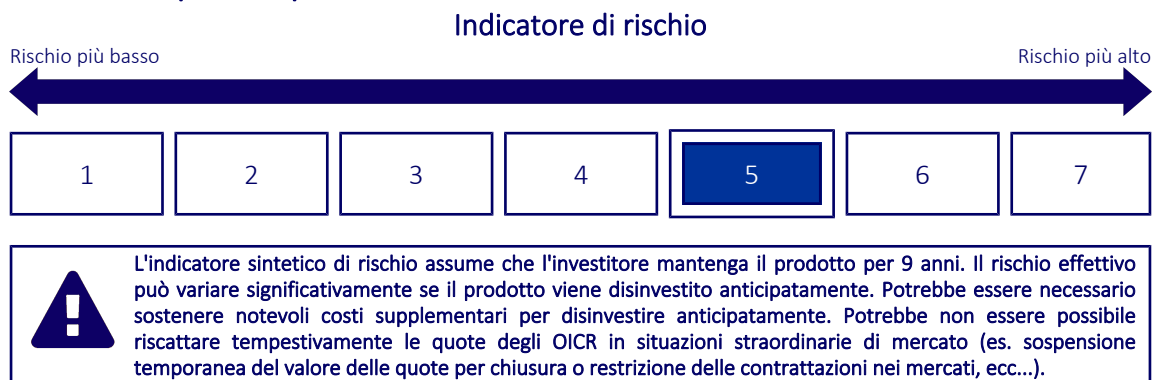 Indicatore di rischio
Rischio più basso Rischio più alto
1 2 3 4 5 6 7
L'indicatore sintetico di rischio assume che l'investitore mantenga il prodotto per 9 anni. Il rischio effettivo
può variare significativamente se il prodotto viene disinvestito anticipatamente. Potrebbe essere necessario
sostenere notevoli costi supplementari per disinvestire anticipatamente. Potrebbe non essere possibile
riscattare tempestivamente le quote degli OICR in situazioni straordinarie di mercato (es. sospensione
temporanea del valore delle quote per chiusura o restrizione delle contrattazioni nei mercati, ecc...).